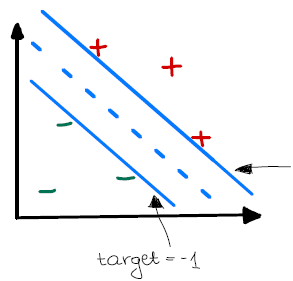 target = -1